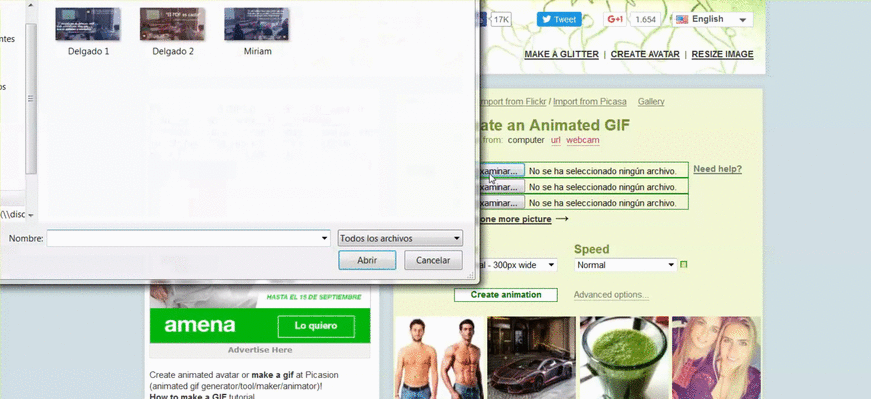 17K
Tweet
G+1
1.654
English
MAKE A GLITTER | CREATE AVATAR | RESIZE IMAGE
Delgado 1
Delgado 2
Miriam
ntes
os
(\\disc
Nombre:
Todos los archivos
Abrir
Cancelar
import from Flickr / Import from Picasa Gallery
ate an Animated GIF
from: computer url webcam
xaminar... No se ha seleccionado ningún archivo.
Need help?
xaminar... No se ha seleccionado ningún archivo.
xaminar... No se ha seleccionado ningún archivo.
one more picture
Speed
al - 300px wide
Normal
Create animation
Advanced options...
HASTA EL 15 DE SEPTIEMBRE
amena
Lo quiero
Advertise Here
Create animated avatar or make a gif at Picasion
(animated gif generator/tool/maker/animator)!
How to make a GIF tutorial